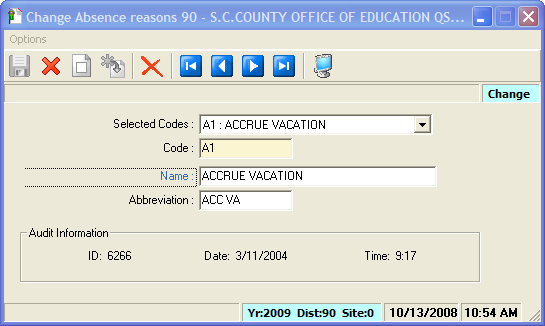 Change Absence reasons 90 - S.C.COUNTY OFFICE OF EDUCATION QS...
Options
Change
Selected Codes : A1 : ACCRUE VACATION
Code : A1
Name : ACCRUE VACATION
Abbreviation : ACC VA
Audit Information
ID: 6266 Date: 3/11/2004 Time: 9:17
Yr:2009 Dist:90 Site:0 10/13/2008 10:54 AM